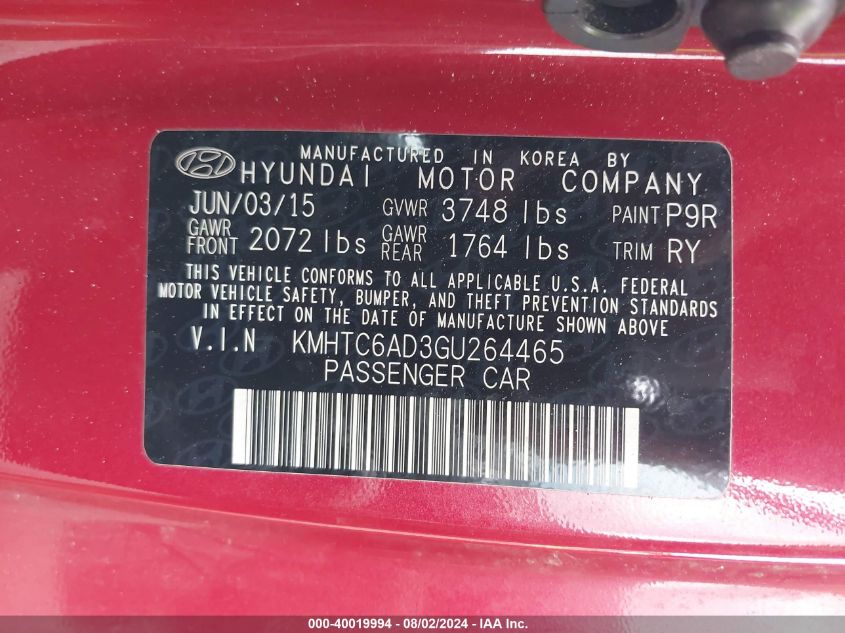 MANUFACTURED IN KOREA BY
HYUNDAI MOTOR COMPANY
JUN/03/15 GVWR 3748 lbs PAINT P9R
GAWR FRONT 2072 lbs GAWR REAR 1764 lbs TRIM RY
THIS VEHICLE CONFORMS TO ALL APPLICABLE U.S.A. FEDERAL
MOTOR VEHICLE SAFETY, BUMPER, AND THEFT PREVENTION STANDARDS
IN EFFECT ON THE DATE OF MANUFACTURE SHOWN ABOVE.
V.I.N KMHTC6AD3GU264465
PASSENGER CAR
000-40019994 - 08/02/2024 - IAA Inc.